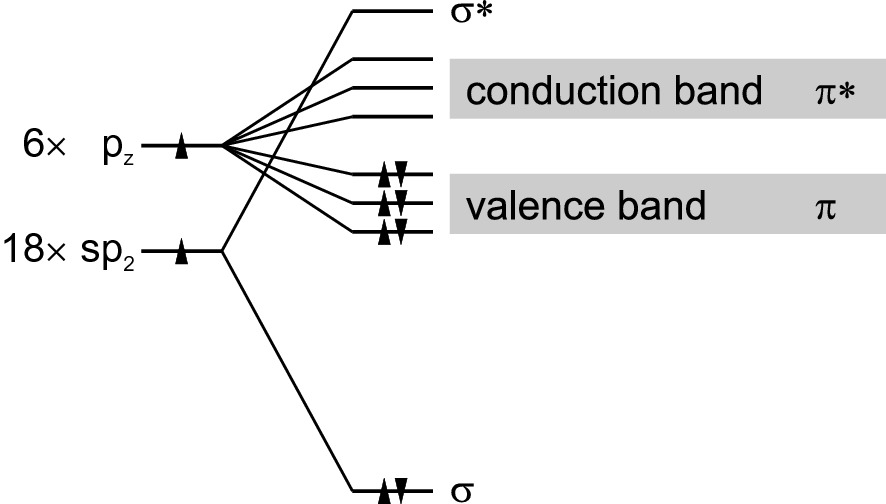 σ*
conduction band π*
6× pz
valence band π
18× sp2
σ